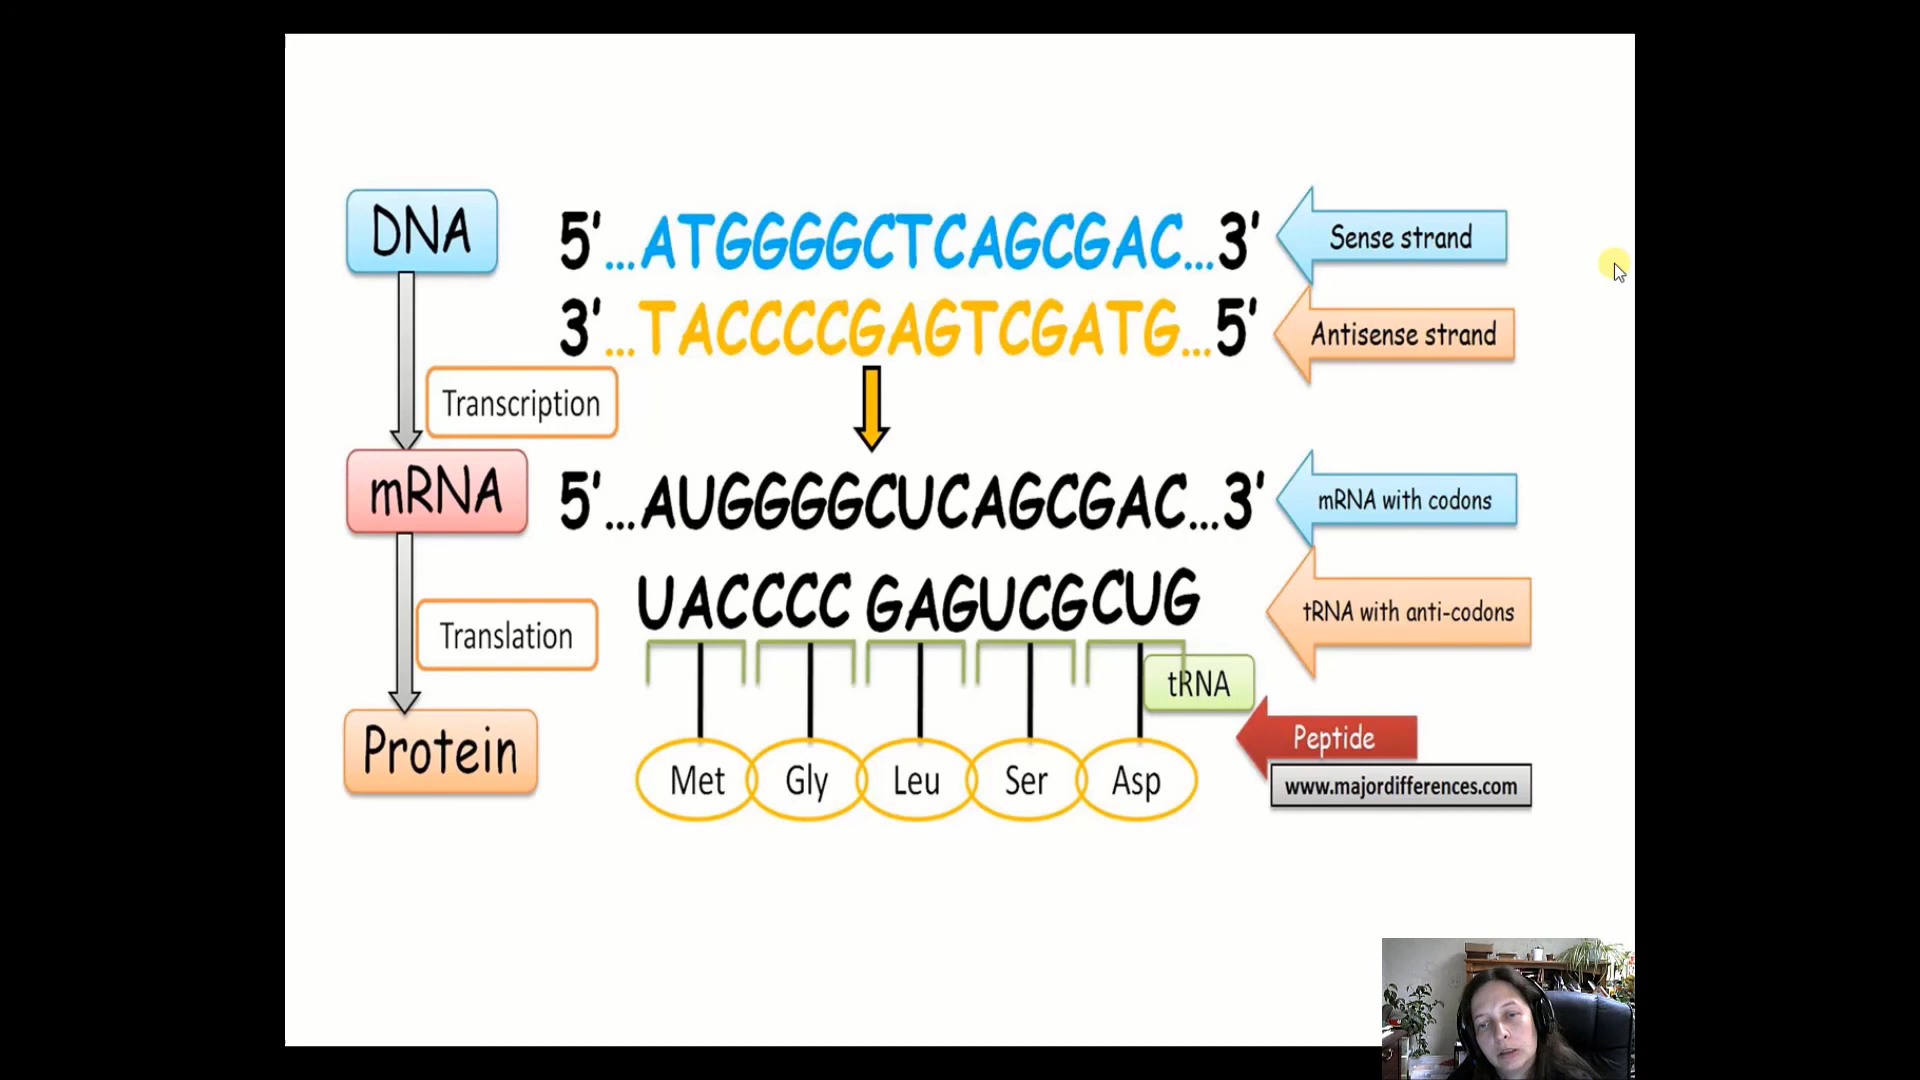 DNA
5'...ATGGGGCTCAGCGAC...3'
Sense strand
3'...TACCCCGAGTCGATG...5'
Antisense strand
Transcription
mRNA
5'...AUGGGGCUCAGCGAC...3'
mRNA with codons
UACCCC GAGUCGCUG
tRNA with anti-codons
Translation
tRNA
Protein
Met Gly Leu Ser Asp
Peptide
www.majordifferences.com